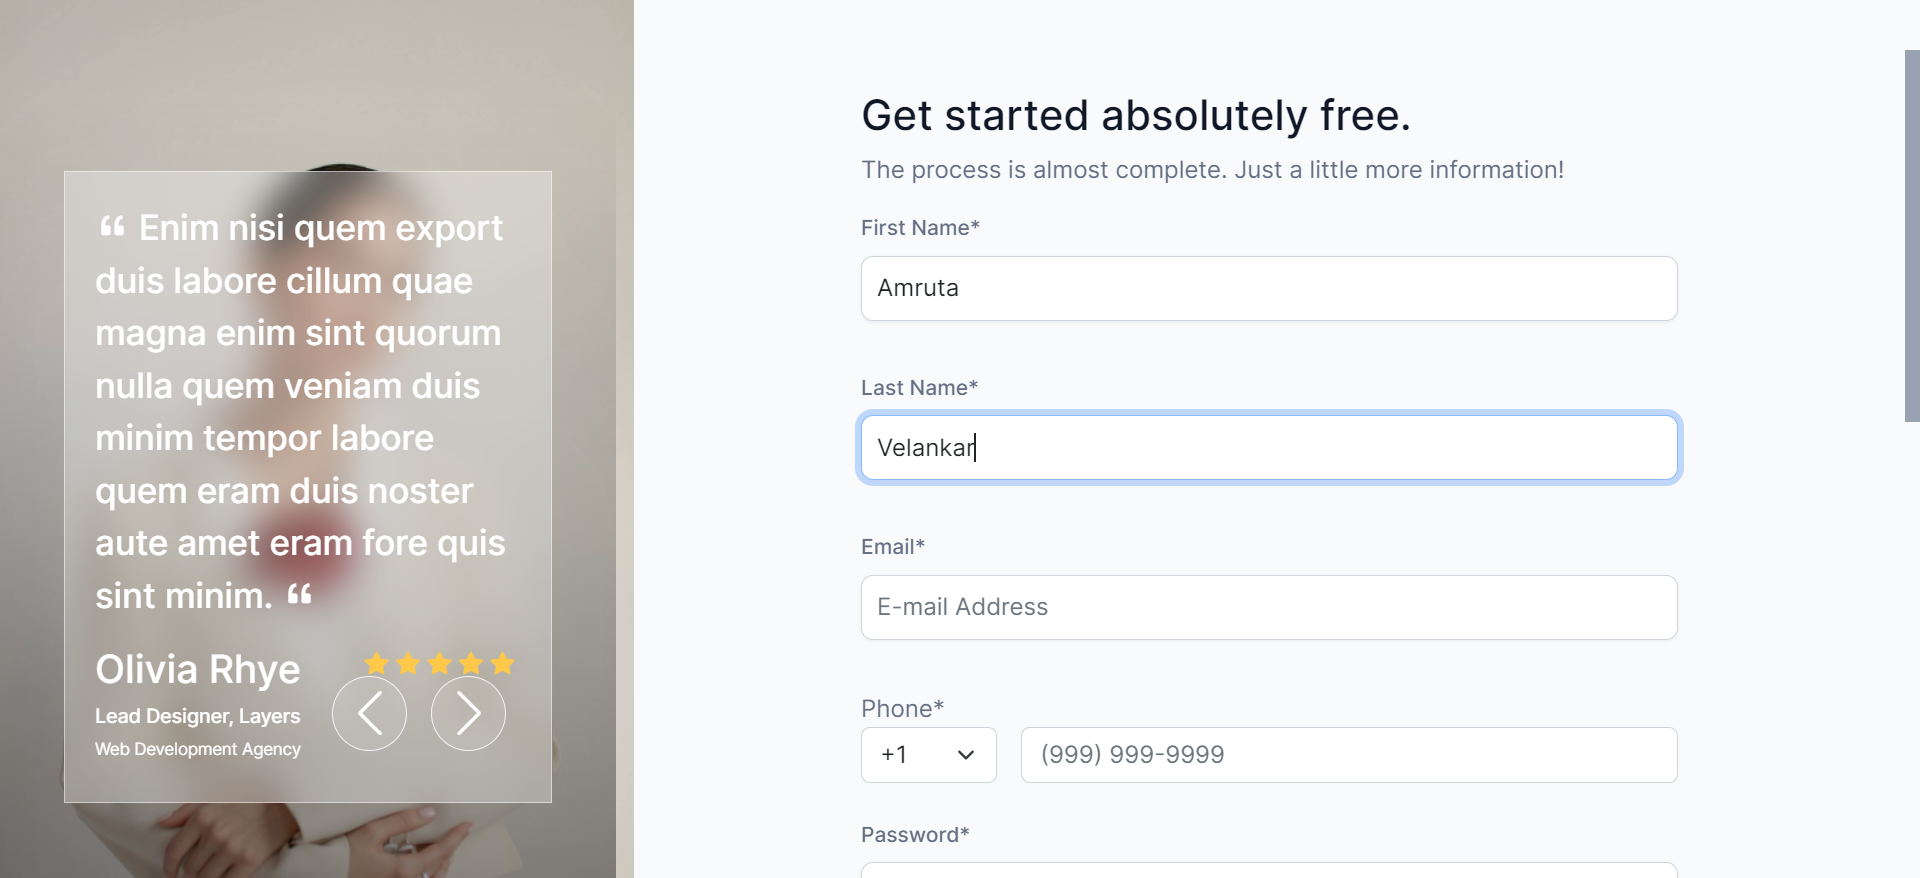 “ Enim nisi quem export
duis labore cillum quae
magna enim sint quorum
nulla quem veniam duis
minim tempor labore
quem eram duis noster
aute amet eram fore quis
sint minim. “
Olivia Rhye
Lead Designer, Layers
Web Development Agency
Get started absolutely free.
The process is almost complete. Just a little more information!
First Name*
Amruta
Last Name*
Velankar
Email*
E-mail Address
Phone*
+1
(999) 999-9999
Password*